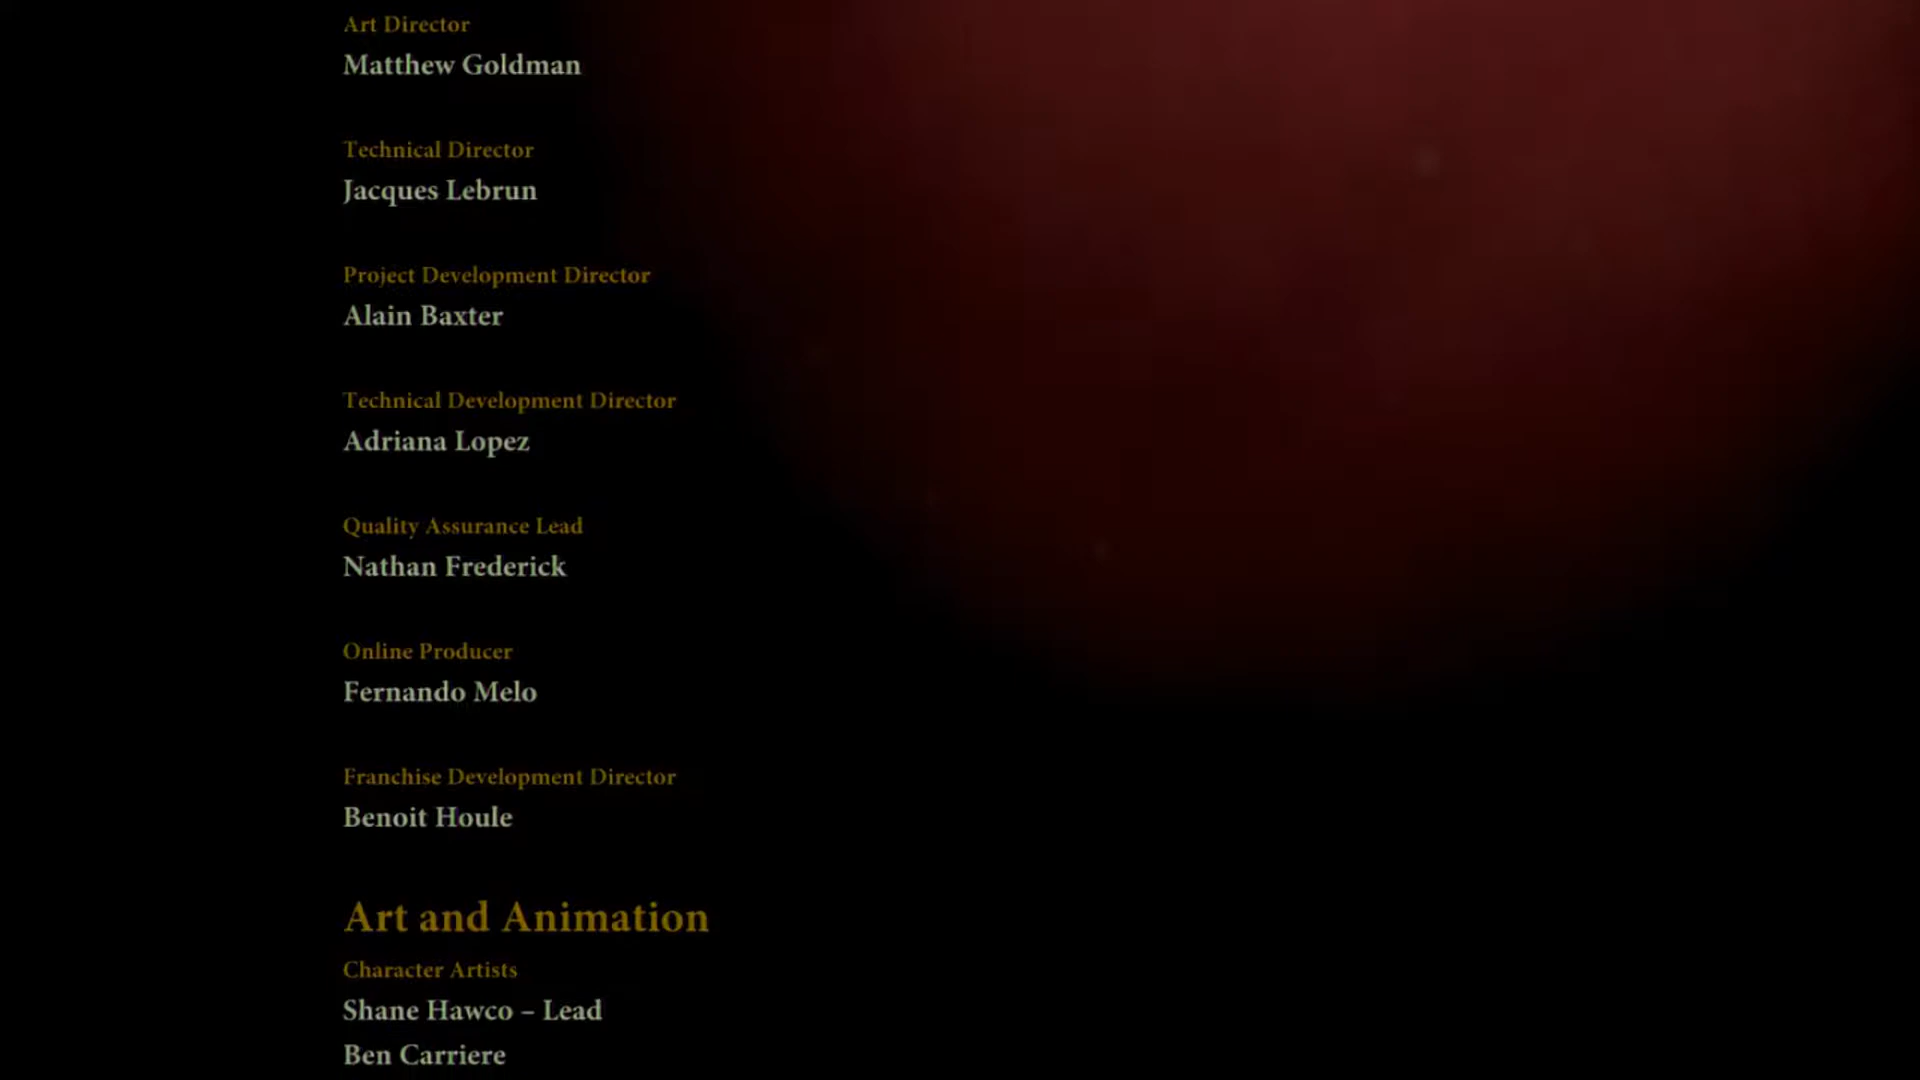 Art Director
Matthew Goldman
Technical Director
Jacques Lebrun
Project Development Director
Alain Baxter
Technical Development Director
Adriana Lopez
Quality Assurance Lead
Nathan Frederick
Online Producer
Fernando Melo
Franchise Development Director
Benoit Houle
Art and Animation
Character Artists
Shane Hawco – Lead
Ben Carriere